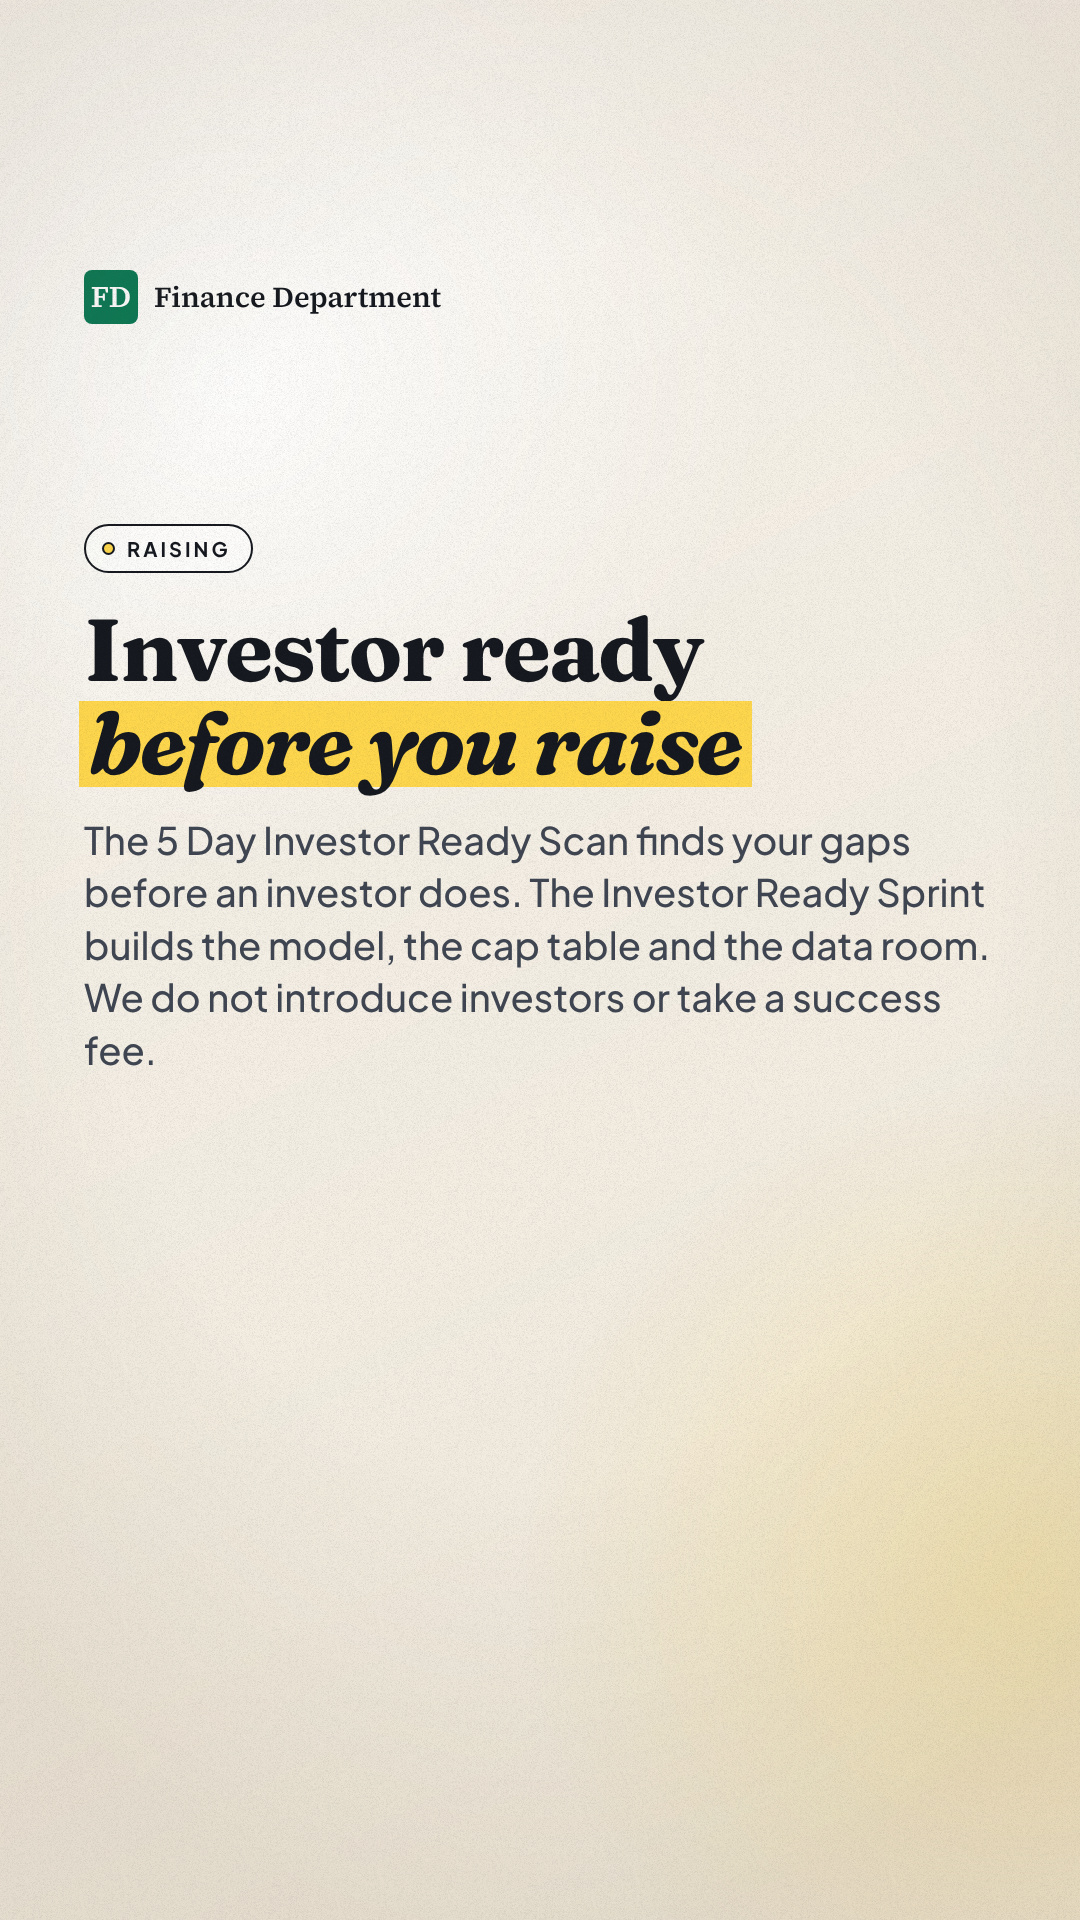 FD Finance Department
RAISING
Investor ready
before you raise
The 5 Day Investor Ready Scan finds your gaps
before an investor does. The Investor Ready Sprint
builds the model, the cap table and the data room.
We do not introduce investors or take a success
fee.